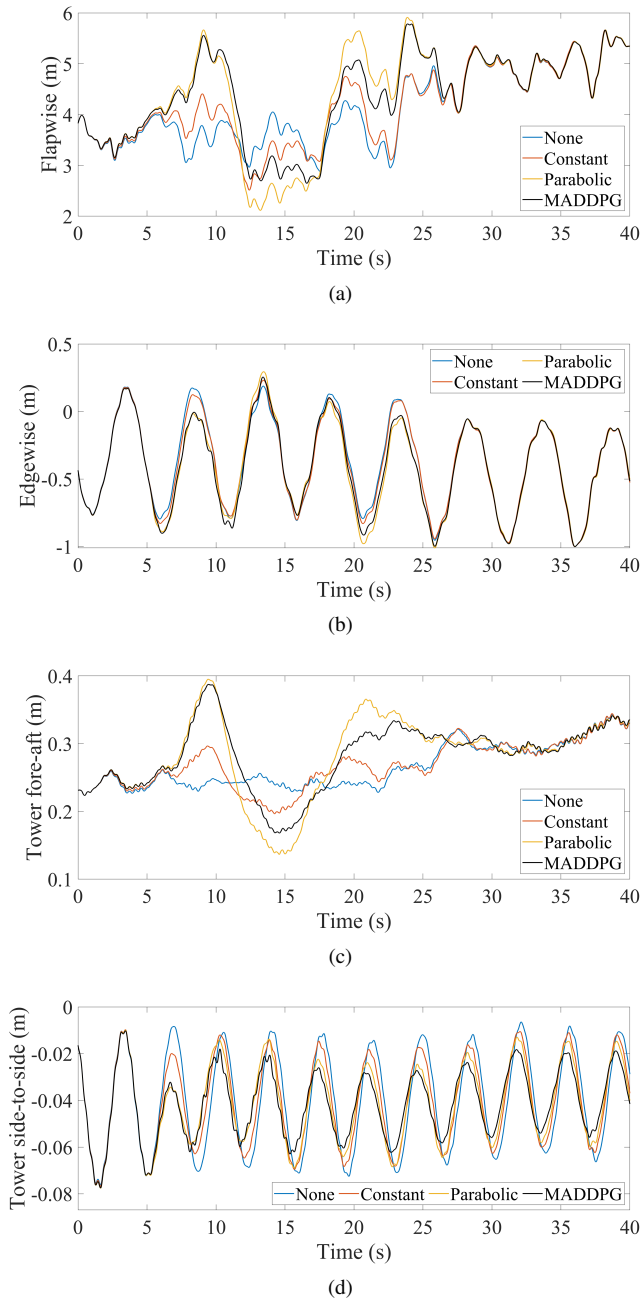 6
5
4
3
2
Flapwise (m)
None
Constant
Parabolic
MADDPG
0 5 10 15 20 25 30 35 40
Time (s)
(a)
0.5
0
-0.5
-1
Edgewise (m)
None Parabolic
Constant MADDPG
0 5 10 15 20 25 30 35 40
Time (s)
(b)
0.4
0.3
0.2
0.1
Tower fore-aft (m)
None
Constant
Parabolic
MADDPG
0 5 10 15 20 25 30 35 40
Time (s)
(c)
0
-0.02
-0.04
-0.06
-0.08
Tower side-to-side (m)
None Constant Parabolic MADDPG
0 5 10 15 20 25 30 35 40
Time (s)
(d)